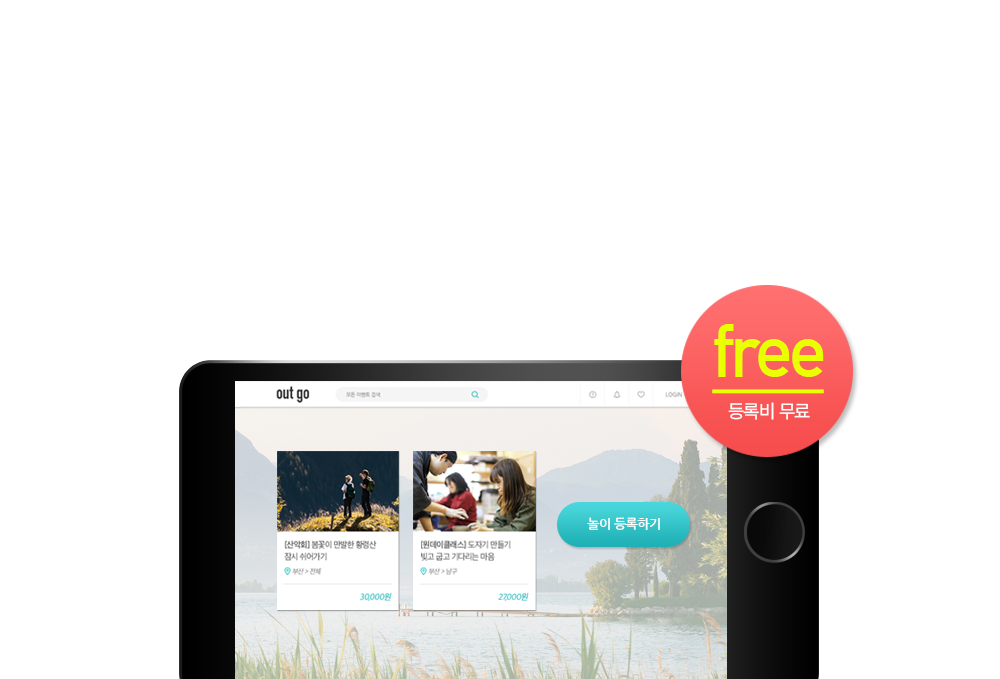 free
등록비 무료
out go
모든 이벤트 검색
LOGIN
놀이 등록하기
[산악회] 봄꽃이 만발한 황령산
잠시 쉬어가기
부산 > 전체
30,000원
[원데이클래스] 도자기 만들기
빚고 굽고 기다리는 마음
부산 > 남구
27,000원